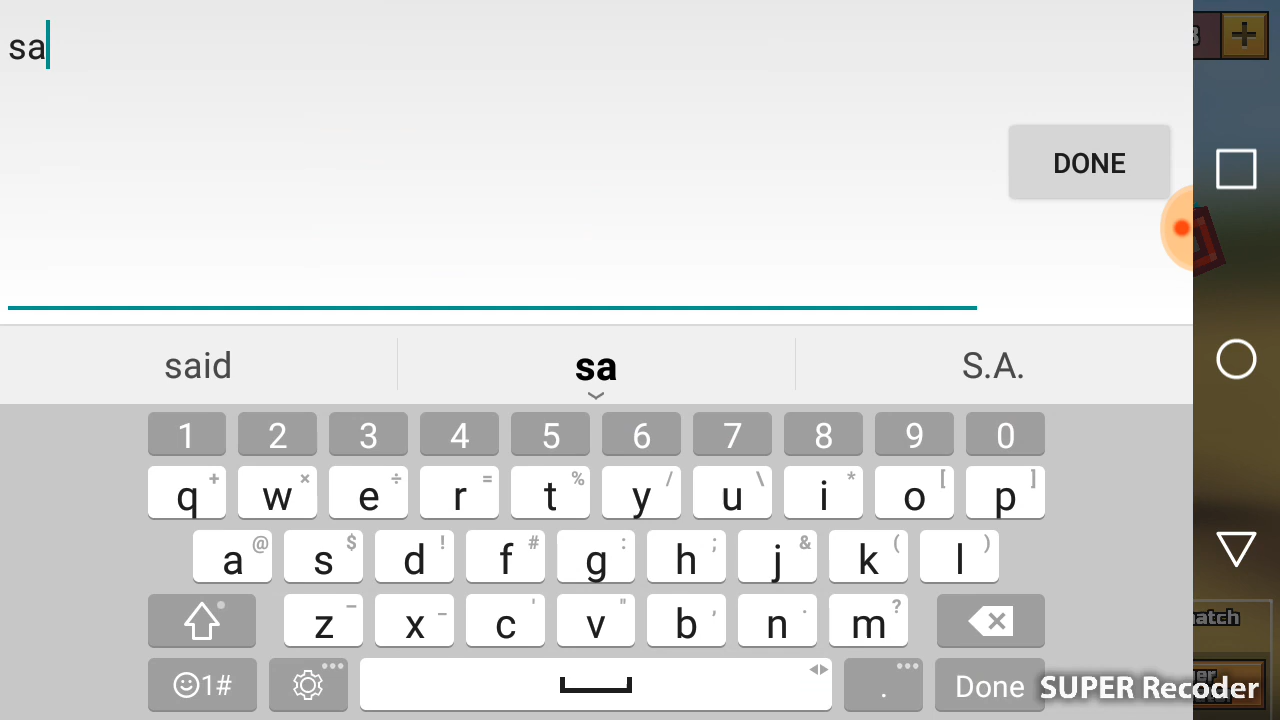 sa
DONE
said
sa
S.A.
1 2 3 4 5 6 7 8 9 0
q + w × e ÷ r = t % y / u \ i * o [ p ]
a @ s $ d ! f # g : h ; j & k ( l )
z – x _ c ' v " b , n . m ?
1# . Done
SUPER Recoder